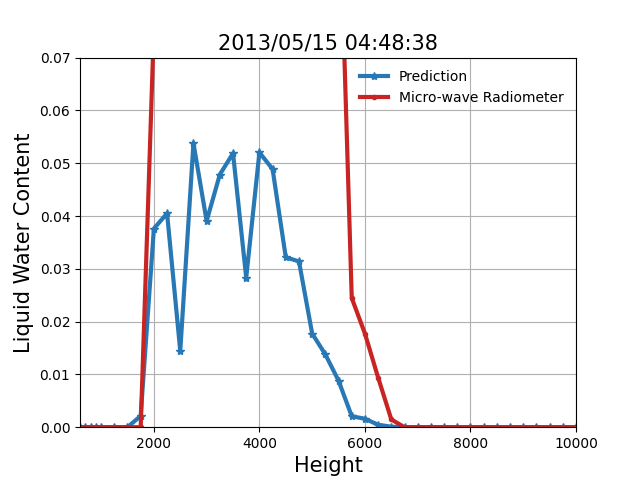 2013/05/15 04:48:38
Prediction
Micro-wave Radiometer
Liquid Water Content
0.07
0.06
0.05
0.04
0.03
0.02
0.01
0.00
2000 4000 6000 8000 10000
Height